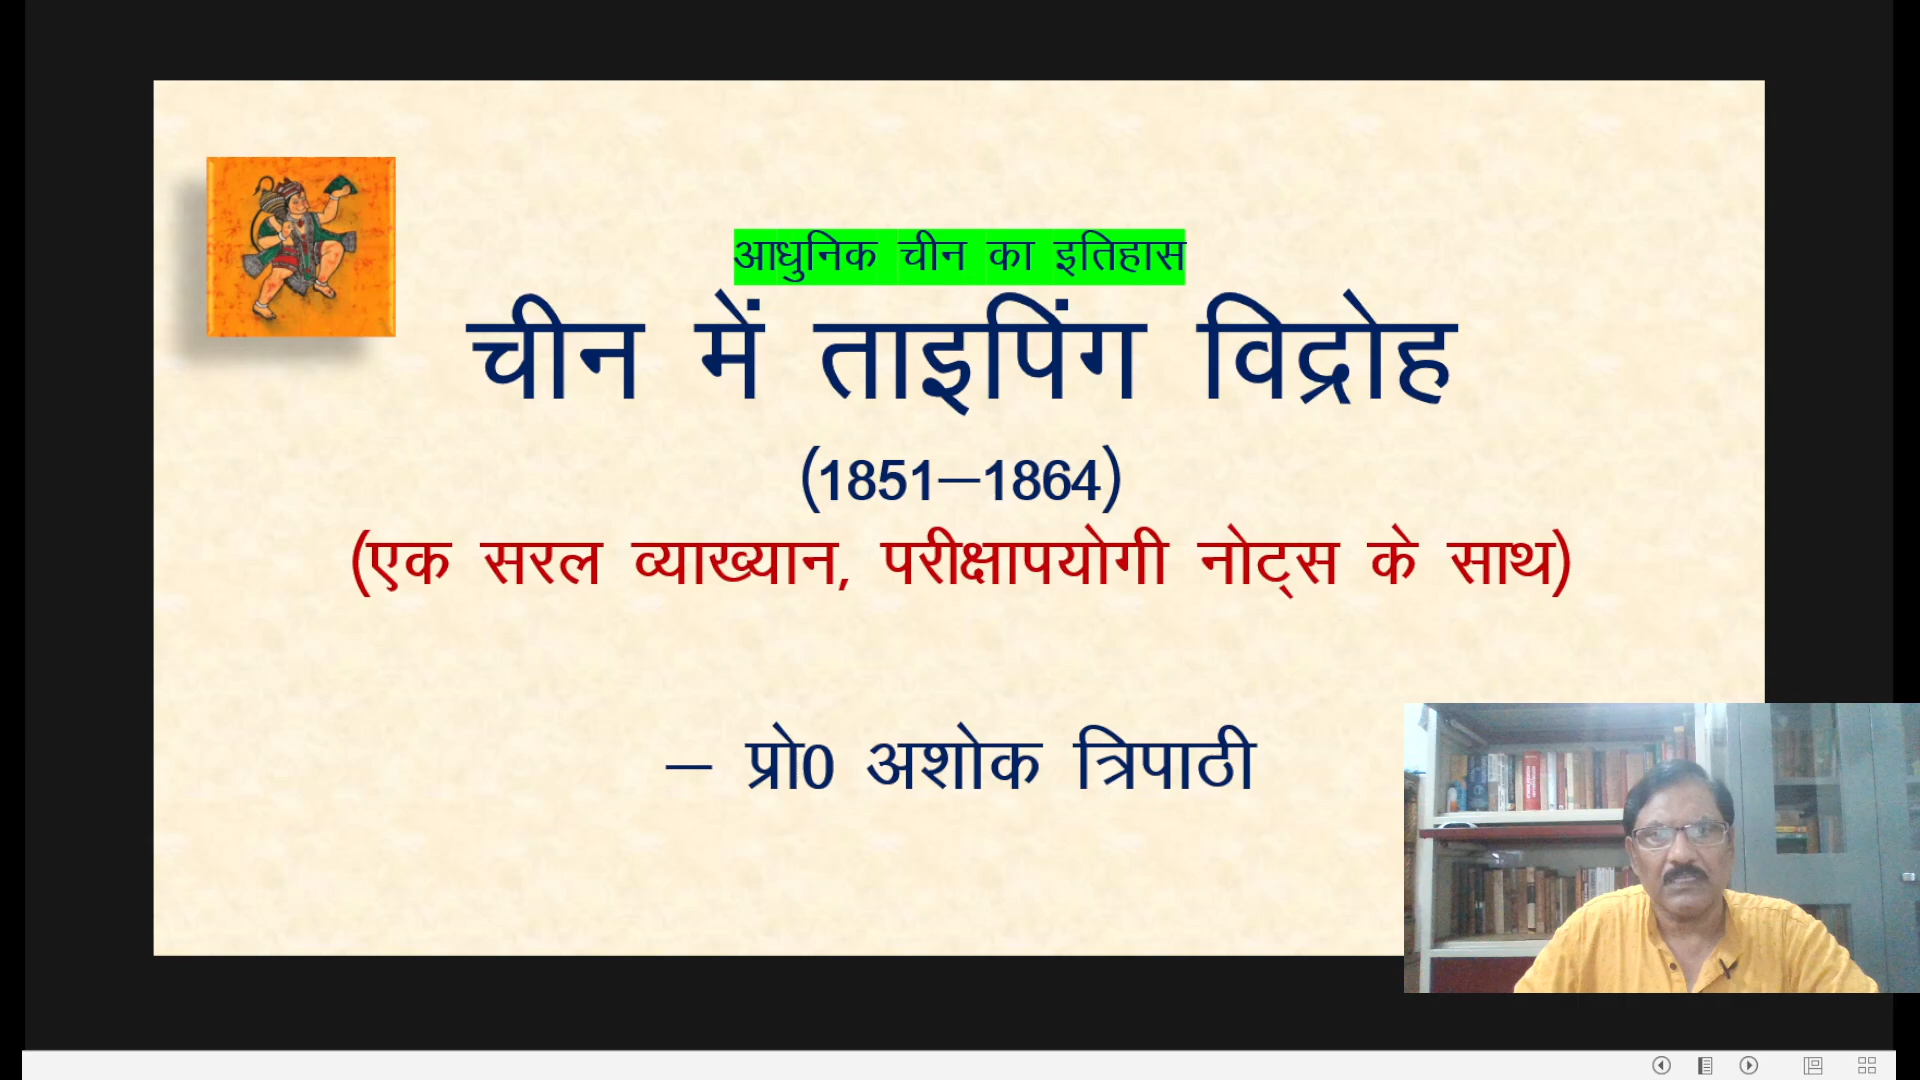 आधुनिक चीन का इतिहास
चीन में ताइपिंग विद्रोह
(1851–1864)
(एक सरल व्याख्यान, परीक्षापयोगी नोट्स के साथ)
– प्रो0 अशोक त्रिपाठी